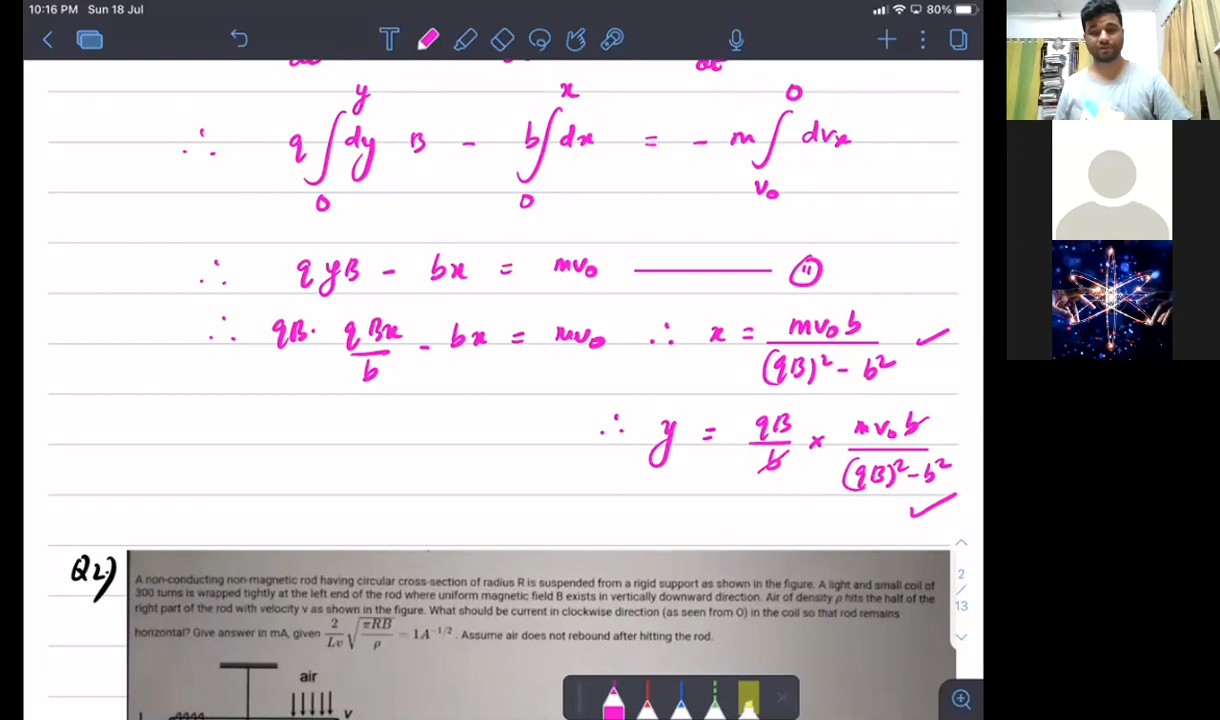 10:16 PM Sun 18 Jul 80%
T
y x 0
∴ q ∫ dy B - b ∫ dx = - m ∫ dvx
0 0 v₀
∴ qyB - bx = mv₀ ——— (11)
∴ qB· qBx/b - bx = mv₀ ∴ x = mv₀b/((qB)² - b²) ✓
∴ y = qB/b × mv₀b/((qB)² - b²) ✓
Q2)
A non-conducting non-magnetic rod having circular cross-section of radius R is suspended from a rigid support as shown in the figure. A light and small coil of
300 turns is wrapped tightly at the left end of the rod where uniform magnetic field B exists in vertically downward direction. Air of density ρ hits the half of the
right part of the rod with velocity v as shown in the figure. What should be current in clockwise direction (as seen from O) in the coil so that rod remains
horizontal? Give answer in mA, given 2/(Lv) √(πRB/ρ) = 1A^(-1/2). Assume air does not rebound after hitting the rod.
air
v
2
13